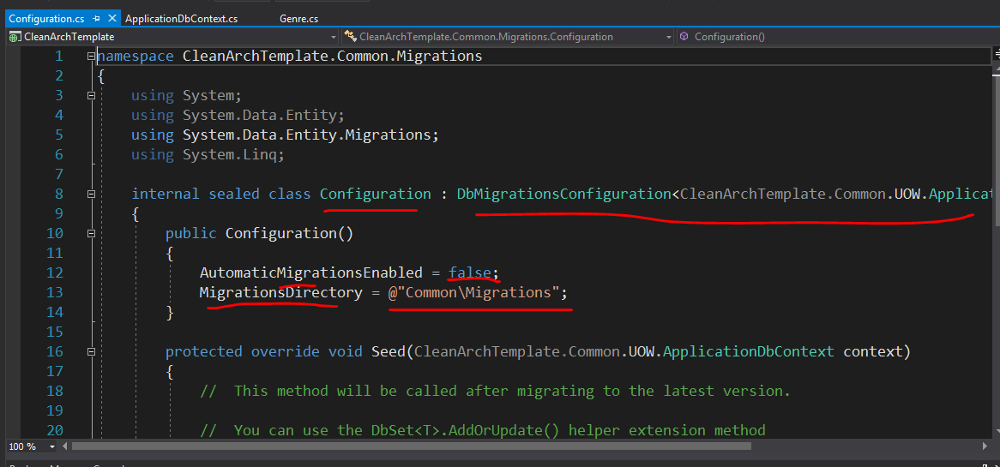 Configuration.cs ApplicationDbContext.cs Genre.cs
CleanArchTemplate CleanArchTemplate.Common.Migrations.Configuration Configuration()
1 namespace CleanArchTemplate.Common.Migrations
2 {
3 using System;
4 using System.Data.Entity;
5 using System.Data.Entity.Migrations;
6 using System.Linq;
7
8 internal sealed class Configuration : DbMigrationsConfiguration<CleanArchTemplate.Common.UOW.Applicat
9 {
10 public Configuration()
11 {
12 AutomaticMigrationsEnabled = false;
13 MigrationsDirectory = @"Common\Migrations";
14 }
15
16 protected override void Seed(CleanArchTemplate.Common.UOW.ApplicationDbContext context)
17 {
18 // This method will be called after migrating to the latest version.
19
20 // You can use the DbSet<T>.AddOrUpdate() helper extension method
100 %